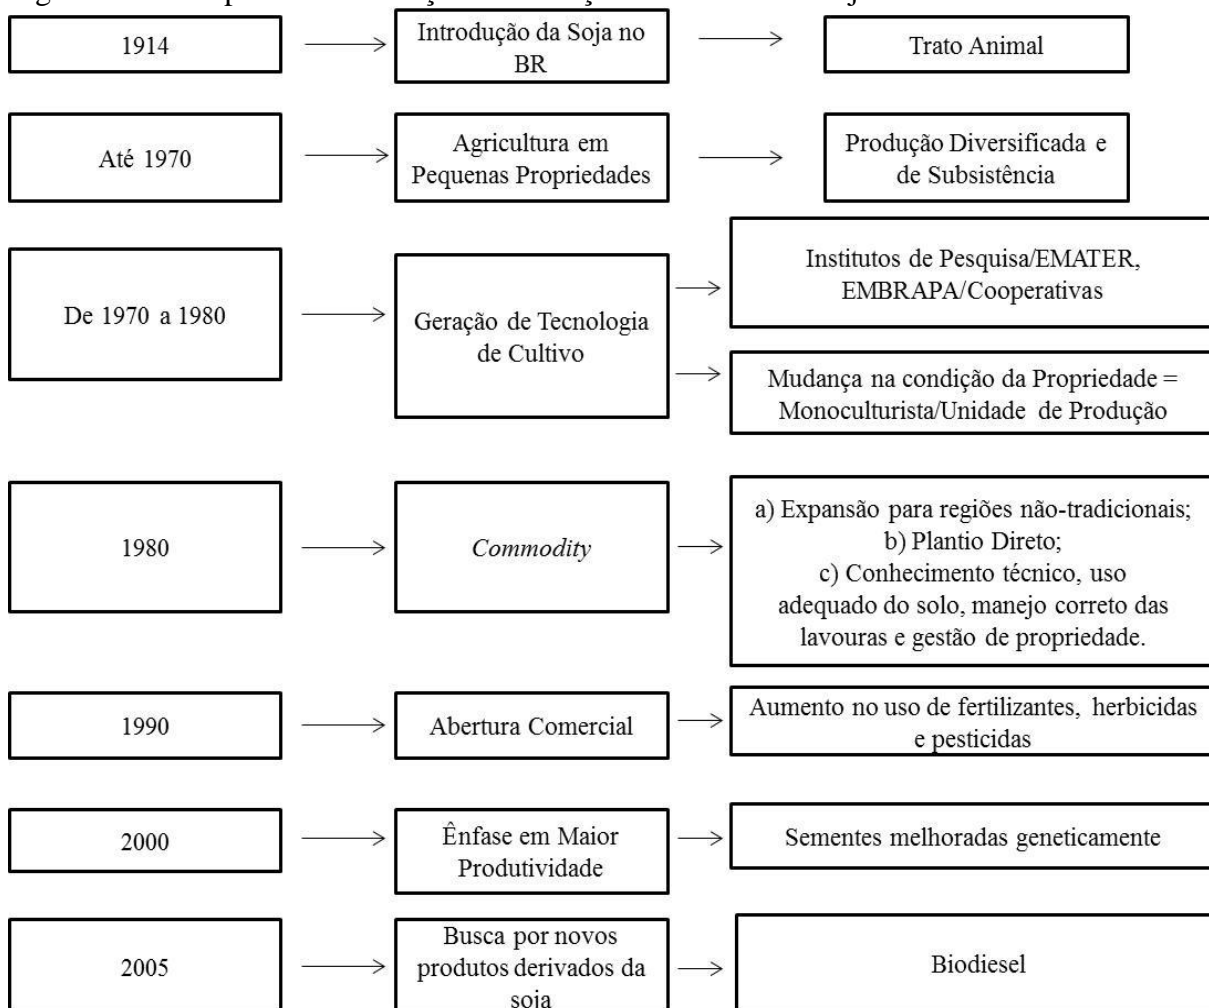 1914
Introdução da Soja no
BR
Trato Animal
Até 1970
Agricultura em
Pequenas Propriedades
Produção Diversificada e
de Subsistência
De 1970 a 1980
Geração de Tecnologia
de Cultivo
Institutos de Pesquisa/EMATER,
EMBRAPA/Cooperativas
Mudança na condição da Propriedade =
Monoculturista/Unidade de Produção
1980
Commodity
a) Expansão para regiões não-tradicionais;
b) Plantio Direto;
c) Conhecimento técnico, uso
adequado do solo, manejo correto das
lavouras e gestão de propriedade.
1990
Abertura Comercial
Aumento no uso de fertilizantes, herbicidas
e pesticidas
2000
Ênfase em Maior
Produtividade
Sementes melhoradas geneticamente
2005
Busca por novos
produtos derivados da
soja
Biodiesel